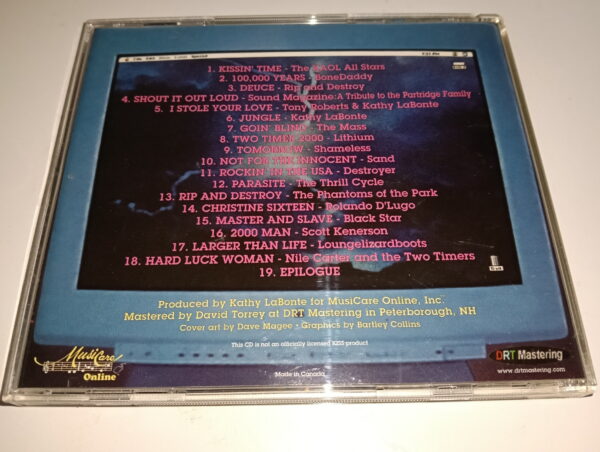 Special
7:51 PM
1. KISSIN' TIME - The KAOL All Stars
2. 100,000 YEARS - BoneDaddy
3. DEUCE - Rip and Destroy
4. SHOUT IT OUT LOUD - Sound Magazine: A Tribute to the Partridge Family
5. I STOLE YOUR LOVE - Tony Roberts & Kathy LaBonte
6. JUNGLE - Kathy LaBonte
7. GOIN' BLIND - The Mass
8. TWO TIMES 2000 - Lithium
9. TOMORROW - Shameless
10. NOT FOR THE INNOCENT - Sand
11. ROCKIN' IN THE USA - Destroyer
12. PARASITE - The Thrill Cycle
13. RIP AND DESTROY - The Phantoms of the Park
14. CHRISTINE SIXTEEN - Rolando D'Lugo
15. MASTER AND SLAVE - Black Star
16. 2000 MAN - Scott Kenerson
17. LARGER THAN LIFE - Loungelizardboots
18. HARD LUCK WOMAN - Nile Carter and the Two Timers
19. EPILOGUE
Produced by Kathy LaBonte for MusiCare Online, Inc.
Mastered by David Torrey at DRT Mastering in Peterborough, NH
Cover art by Dave Magee • Graphics by Bartley Collins
This CD is not an officially licensed KISS product
MusiCare
Online
DRT Mastering
Made in Canada
www.drtmastering.com